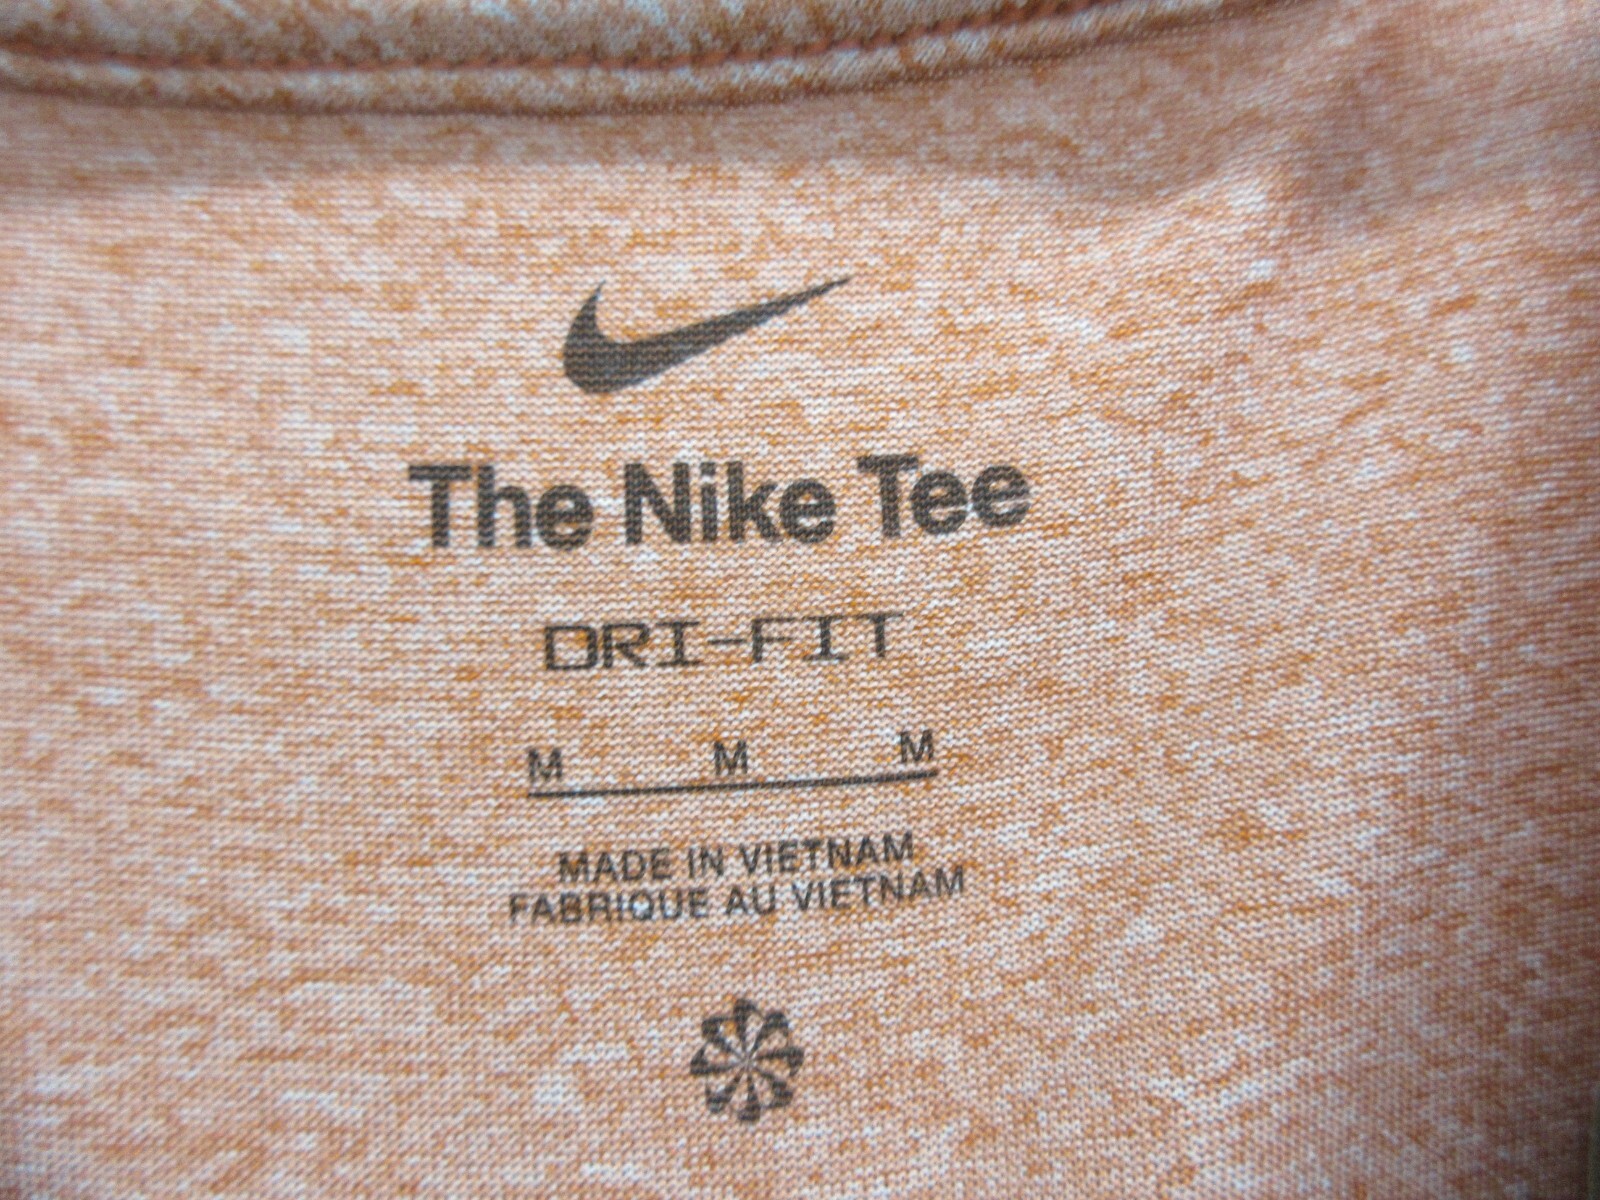 The Nike Tee
DRI-FIT
M M M
MADE IN VIETNAM
FABRIQUE AU VIETNAM